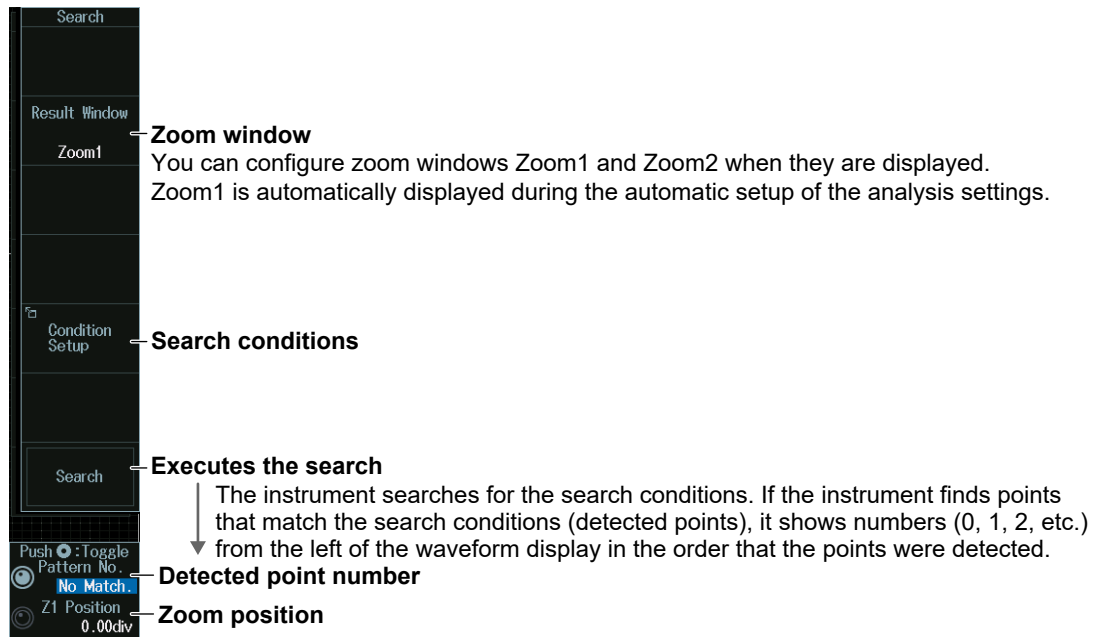 Search
Result Window
Zoom1
Zoom window
You can configure zoom windows Zoom1 and Zoom2 when they are displayed.
Zoom1 is automatically displayed during the automatic setup of the analysis settings.
Condition
Setup
Search conditions
Search
Executes the search
The instrument searches for the search conditions. If the instrument finds points
that match the search conditions (detected points), it shows numbers (0, 1, 2, etc.)
from the left of the waveform display in the order that the points were detected.
Push :Toggle
Pattern No.
No Match.
Detected point number
Z1 Position
0.00div
Zoom position